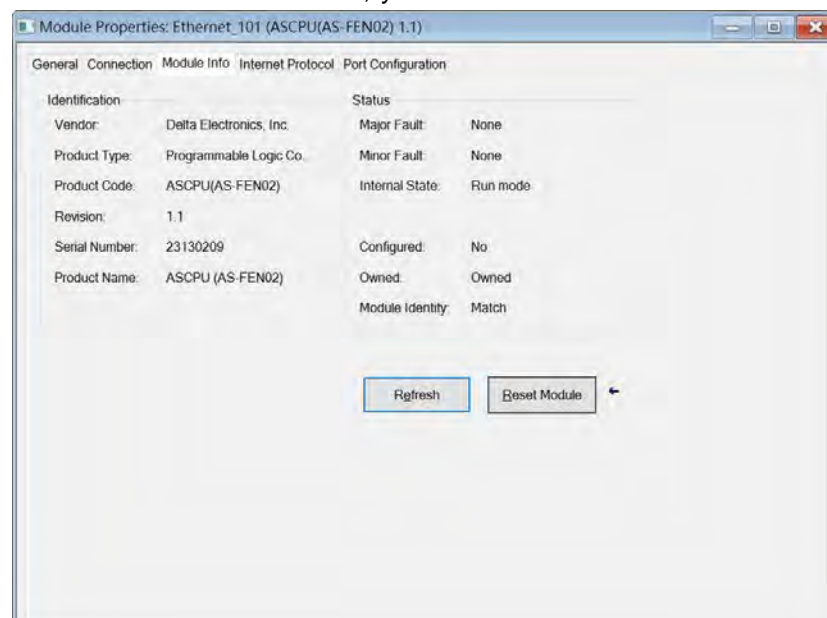 Module Properties: Ethernet_101 (ASCPU(AS-FEN02) 1.1)
General Connection Module Info Internet Protocol Port Configuration
Identification
Vendor: Delta Electronics, Inc.
Product Type: Programmable Logic Co..
Product Code: ASCPU(AS-FEN02)
Revision: 1.1
Serial Number: 23130209
Product Name: ASCPU (AS-FEN02)
Status
Major Fault: None
Minor Fault: None
Internal State: Run mode
Configured: No
Owned: Owned
Module Identity: Match
Refresh Reset Module